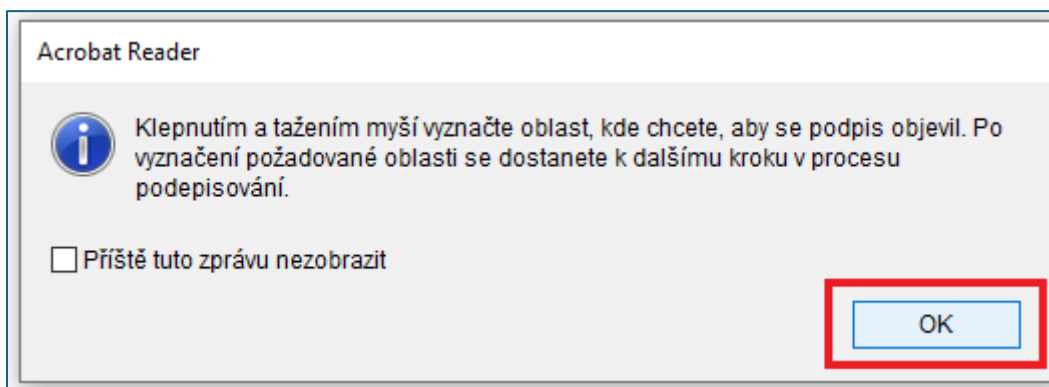 Acrobat Reader
Klepnutím a tažením myší vyznačte oblast, kde chcete, aby se podpis objevil. Po
vyznačení požadované oblasti se dostanete k dalšímu kroku v procesu
podepisování.
Příště tuto zprávu nezobrazit
OK